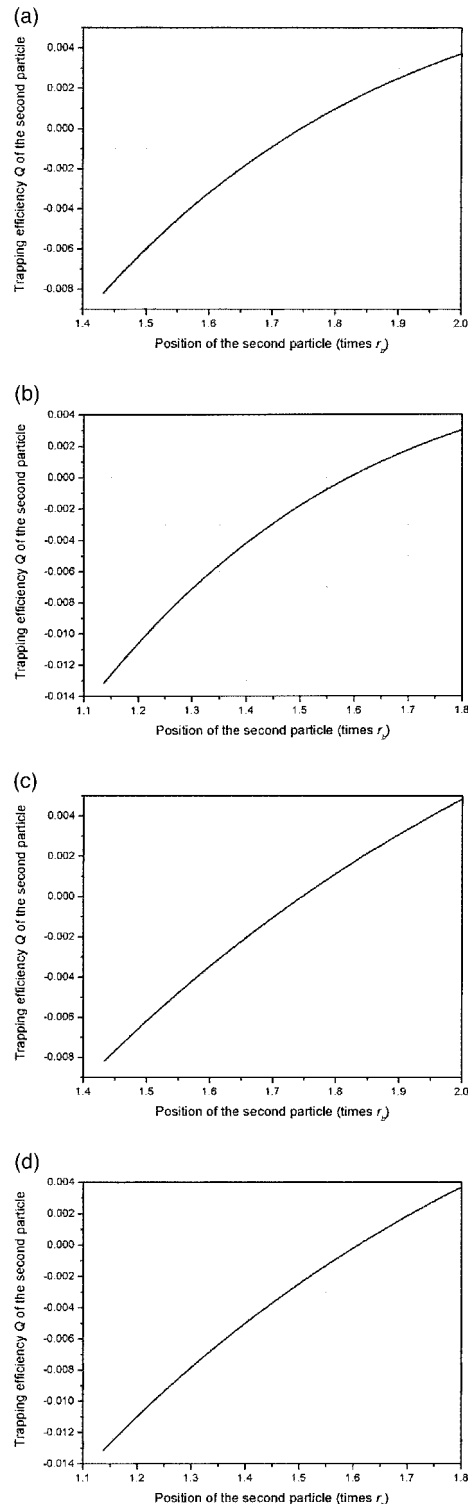 (a)
Trapping efficiency Q of the second particle
0.004
0.002
0.000
-0.002
-0.004
-0.006
-0.008
1.4 1.5 1.6 1.7 1.8 1.9 2.0
Position of the second particle (times r
(b)
Trapping efficiency Q of the second particle
0.004
0.002
0.000
-0.002
-0.004
-0.006
-0.008
-0.010
-0.012
-0.014
1.1 1.2 1.3 1.4 1.5 1.6 1.7 1.8
Position of the second particle (times r
(c)
Trapping efficiency Q of the second particle
0.004
0.002
0.000
-0.002
-0.004
-0.006
-0.008
1.4 1.5 1.6 1.7 1.8 1.9 2.0
Position of the second particle (times r
(d)
Trapping efficiency Q of the second particle
0.004
0.002
0.000
-0.002
-0.004
-0.006
-0.008
-0.010
-0.012
-0.014
1.1 1.2 1.3 1.4 1.5 1.6 1.7 1.8
Position of the second particle (times r